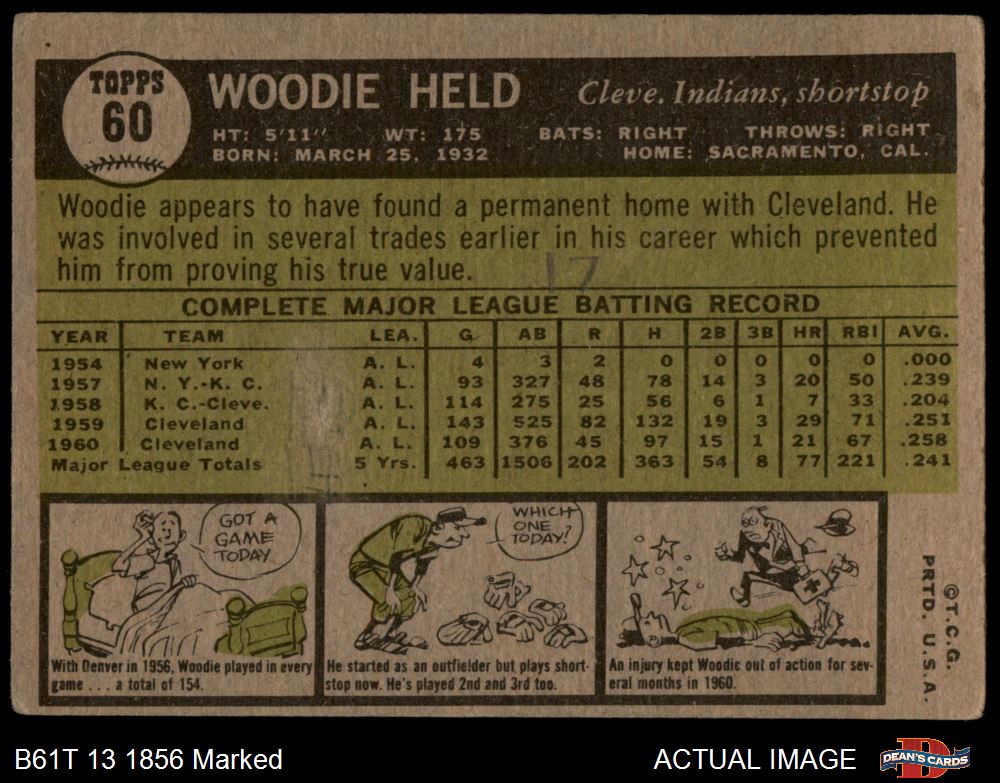 TOPPS
60
WOODIE HELD
Cleve. Indians, shortstop
HT: 5'11" WT: 175 BATS: RIGHT THROWS: RIGHT
BORN: MARCH 25, 1932 HOME: SACRAMENTO, CAL.
Woodie appears to have found a permanent home with Cleveland. He
was involved in several trades earlier in his career which prevented
him from proving his true value.
17
COMPLETE MAJOR LEAGUE BATTING RECORD
YEAR TEAM LEA. G AB R H 2B 3B HR RBI AVG.
1954 New York A. L. 4 3 2 0 0 0 0 0 .000
1957 N. Y.-K. C. A. L. 93 327 48 78 14 3 20 50 .239
1958 K. C.-Cleve. A. L. 114 275 25 56 6 1 7 33 .204
1959 Cleveland A. L. 143 525 82 132 19 3 29 71 .251
1960 Cleveland A. L. 109 376 45 97 15 1 21 67 .258
Major League Totals 5 Yrs. 463 1506 202 363 54 8 77 221 .241
GOT A
GAME
TODAY
With Denver in 1956, Woodie played in every
game . . . a total of 154.
WHICH
ONE
TODAY?
He started as an outfielder but plays short-
stop now. He's played 2nd and 3rd too.
An injury kept Woodie out of action for sev-
eral months in 1960.
©T.C.G.
PRTD. U.S.A.
B61T 13 1856 Marked
ACTUAL IMAGE
D
DEAN'S CARDS